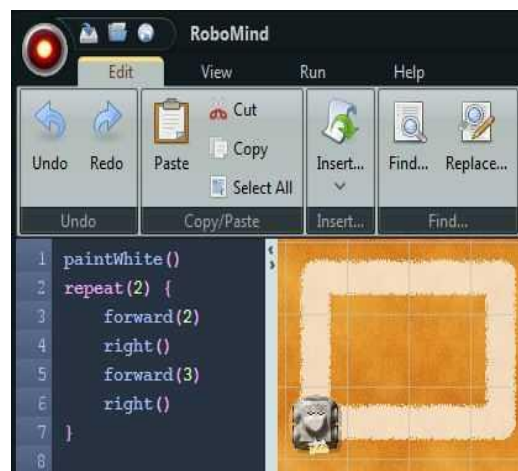 RoboMind
Edit View Run Help
Undo Redo Paste Cut Copy Select All Insert... Find... Replace...
Undo Copy/Paste Insert... Find...
1 paintWhite()
2 repeat(2) {
3 forward(2)
4 right()
5 forward(3)
6 right()
7 }
8